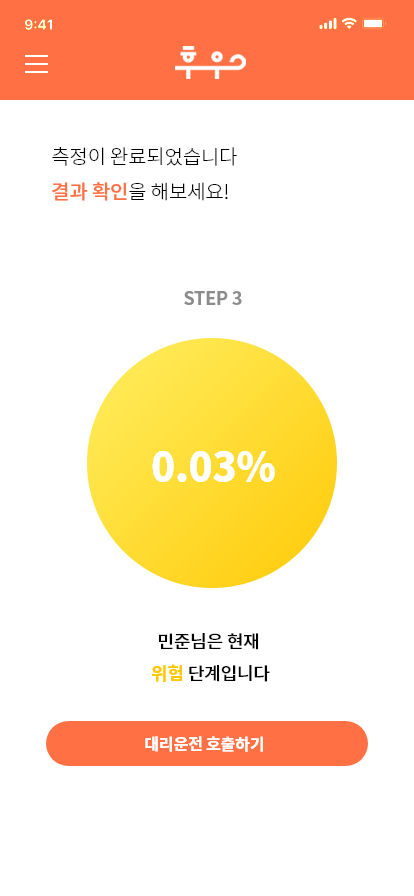 9:41
후우
측정이 완료되었습니다
결과 확인을 해보세요!
STEP 3
0.03%
민준님은 현재
위험 단계입니다
대리운전 호출하기